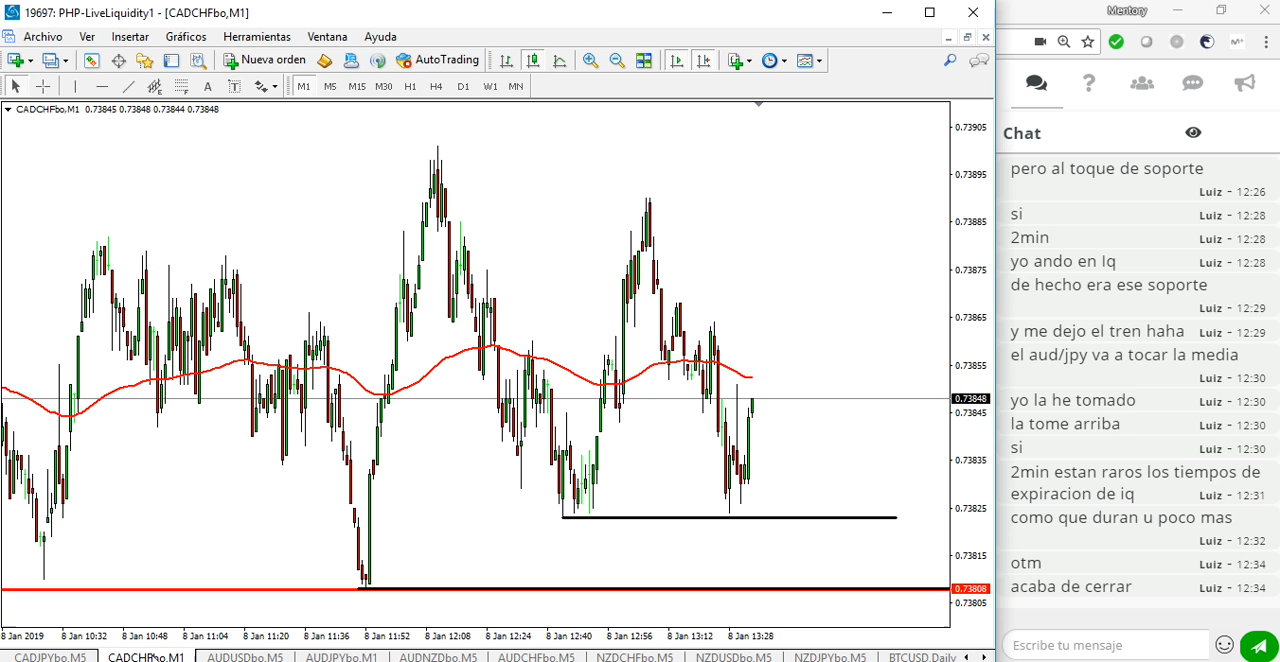 19697: PHP-LiveLiquidity1 - [CADCHFbo,M1]
Mentory
Archivo Ver Insertar Gráficos Herramientas Ventana Ayuda
Nueva orden AutoTrading
A T M1 M5 M15 M30 H1 H4 D1 W1 MN
CADCHFbo,M1 0.73845 0.73848 0.73844 0.73848
0.73905
0.73895
0.73885
0.73875
0.73865
0.73855
0.73848
0.73845
0.73835
0.73825
0.73815
0.73808
0.73805
8 Jan 2019 8 Jan 10:32 8 Jan 10:48 8 Jan 11:04 8 Jan 11:20 8 Jan 11:36 8 Jan 11:52 8 Jan 12:08 8 Jan 12:24 8 Jan 12:40 8 Jan 12:56 8 Jan 13:12 8 Jan 13:28
CADJPYbo,M5 CADCHFbo,M1 AUDUSDbo,M5 AUDJPYbo,M1 AUDNZDbo,M5 AUDCHFbo,M5 NZDCHFbo,M5 NZDUSDbo,M5 NZDJPYbo,M5 BTCUSD,Daily
Chat
pero al toque de soporte
Luiz - 12:26
si Luiz - 12:28
2min Luiz - 12:28
yo ando en Iq Luiz - 12:28
de hecho era ese soporte
Luiz - 12:29
y me dejo el tren haha Luiz - 12:29
el aud/jpy va a tocar la media
Luiz - 12:30
yo la he tomado Luiz - 12:30
la tome arriba Luiz - 12:30
si Luiz - 12:30
2min estan raros los tiempos de
expiracion de iq Luiz - 12:31
como que duran u poco mas
Luiz - 12:32
otm Luiz - 12:34
acaba de cerrar Luiz - 12:34
Escribe tu mensaje